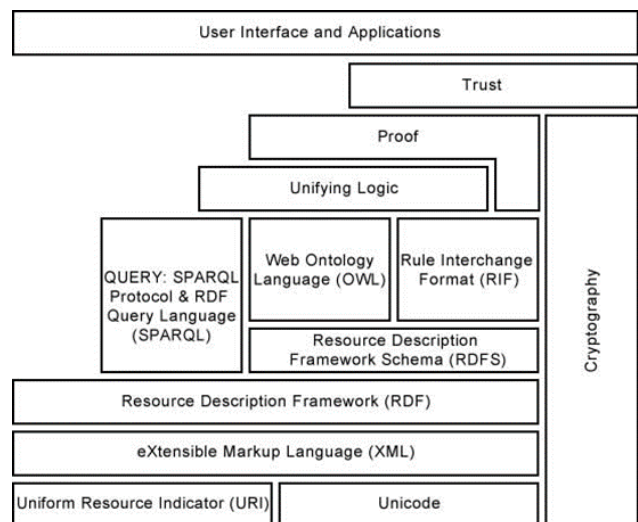 User Interface and Applications
Trust
Proof
Unifying Logic
QUERY: SPARQL
Protocol & RDF
Query Language
(SPARQL)
Web Ontology
Language (OWL)
Rule Interchange
Format (RIF)
Resource Description
Framework Schema (RDFS)
Cryptography
Resource Description Framework (RDF)
eXtensible Markup Language (XML)
Uniform Resource Indicator (URI)
Unicode